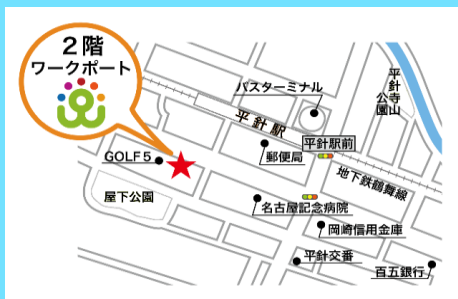 2階
ワークポート
バスターミナル
平針駅
平針
寺山
公園
GOLF5
郵便局
平針駅前
地下鉄鶴舞線
屋下公園
名古屋記念病院
岡崎信用金庫
平針交番
百五銀行